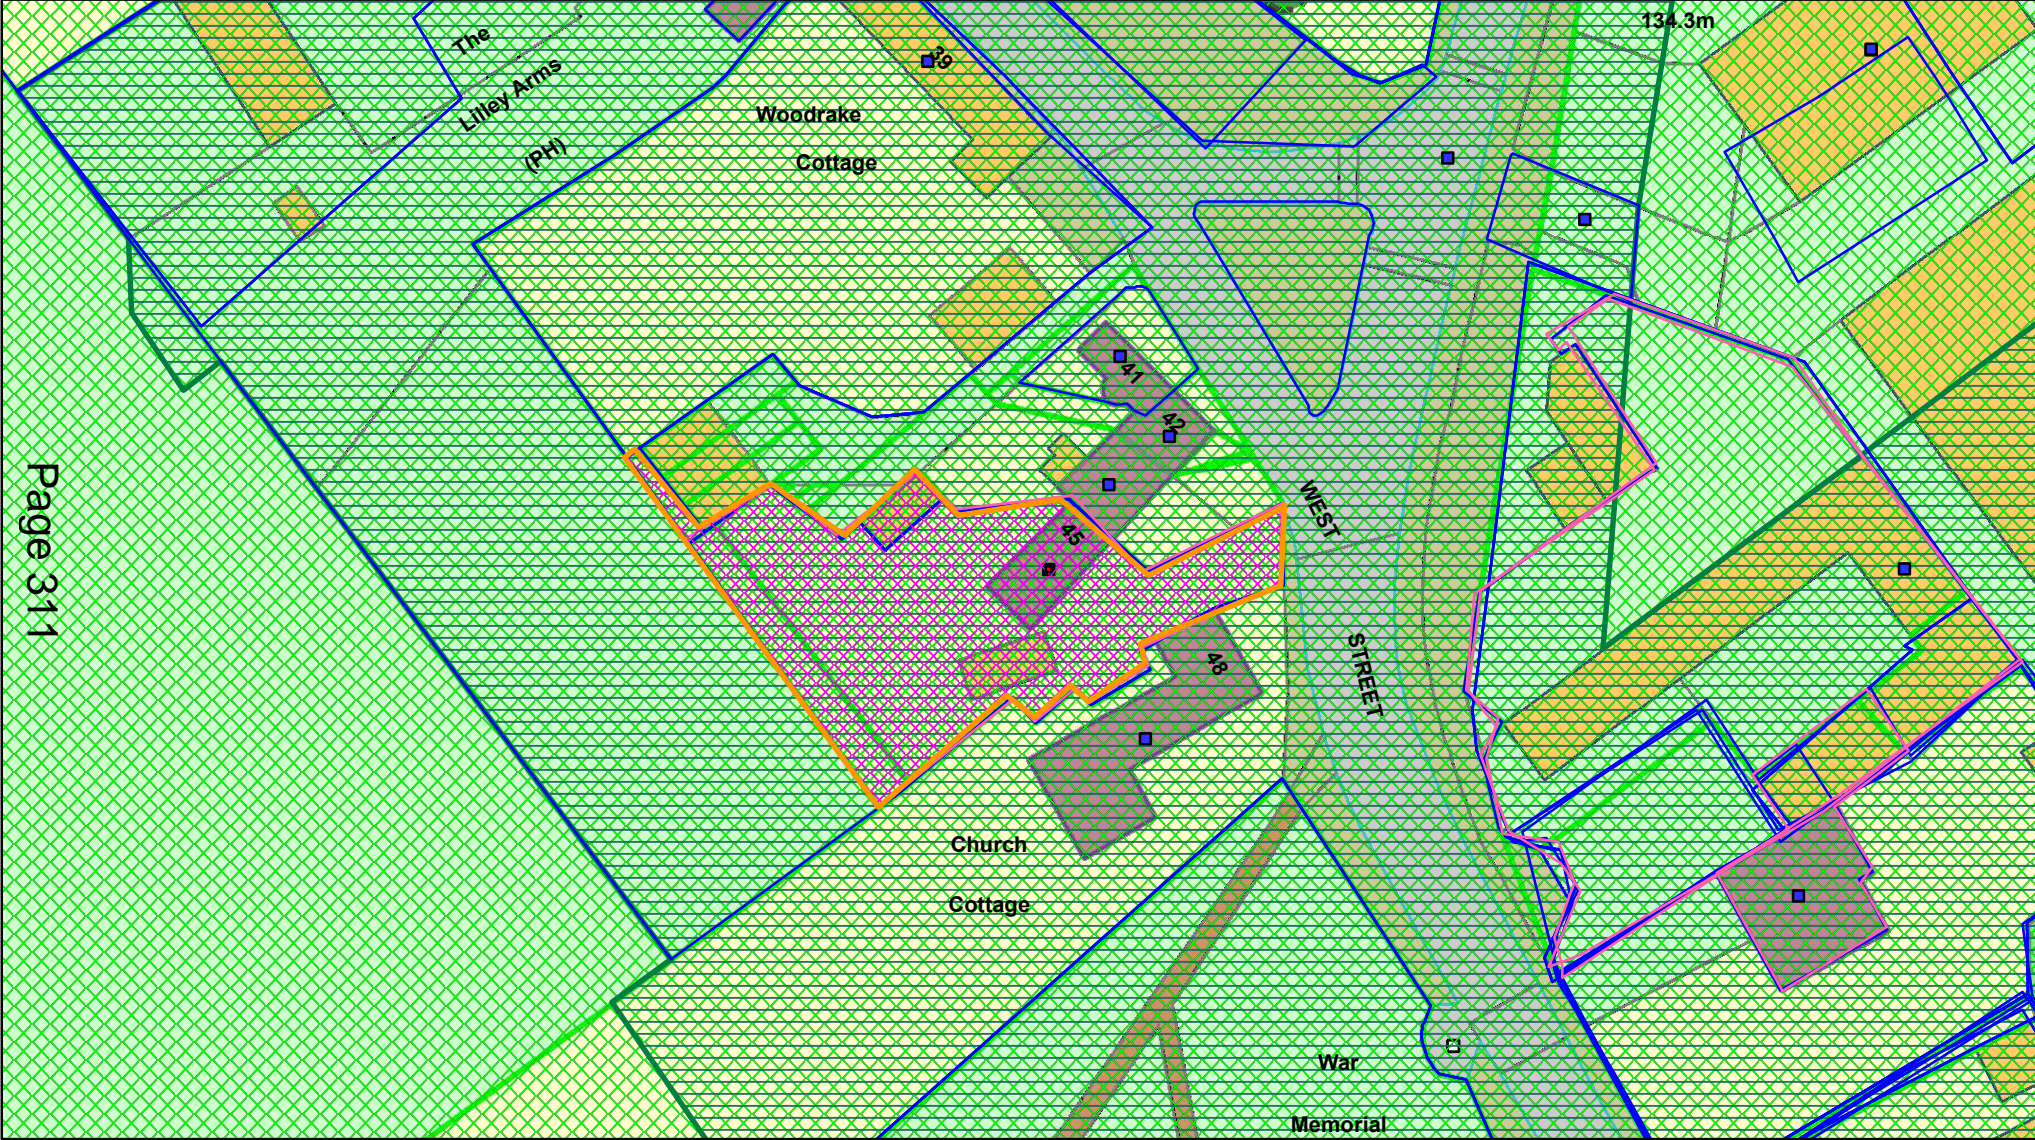 134.3m
The
Lilley Arms
(PH)
39
Woodrake
Cottage
41
42
45
WEST
STREET
48
Page 311
Church
Cottage
War
Memorial